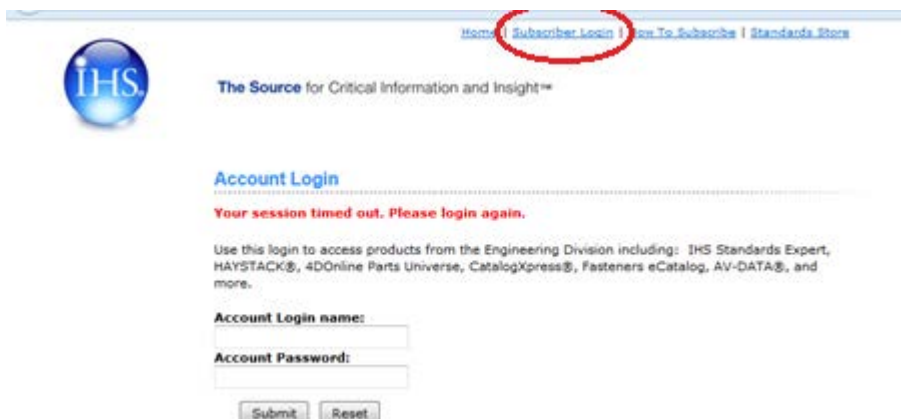 Home | Subscriber Login | How To Subscribe | Standards Store
IHS.
The Source for Critical Information and Insight™
Account Login
Your session timed out. Please login again.
Use this login to access products from the Engineering Division including: IHS Standards Expert,
HAYSTACK®, 4DOnline Parts Universe, CatalogXpress®, Fasteners eCatalog, AV-DATA®, and
more.
Account Login name:
Account Password:
Submit Reset